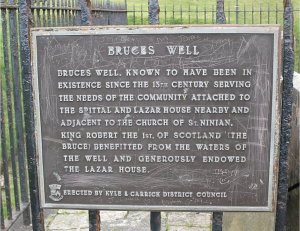 BRUCES WELL
BRUCES WELL, KNOWN TO HAVE BEEN IN
EXISTENCE SINCE THE 13TH CENTURY SERVING
THE NEEDS OF THE COMMUNITY ATTACHED TO
THE SPITTAL AND LAZAR HOUSE NEARBY AND
ADJACENT TO THE CHURCH OF ST. NINIAN.
KING ROBERT THE 1ST. OF SCOTLAND (THE
BRUCE) BENEFITTED FROM THE WATERS OF
THE WELL AND GENEROUSLY ENDOWED
THE LAZAR HOUSE.
ERECTED BY KYLE & CARRICK DISTRICT COUNCIL